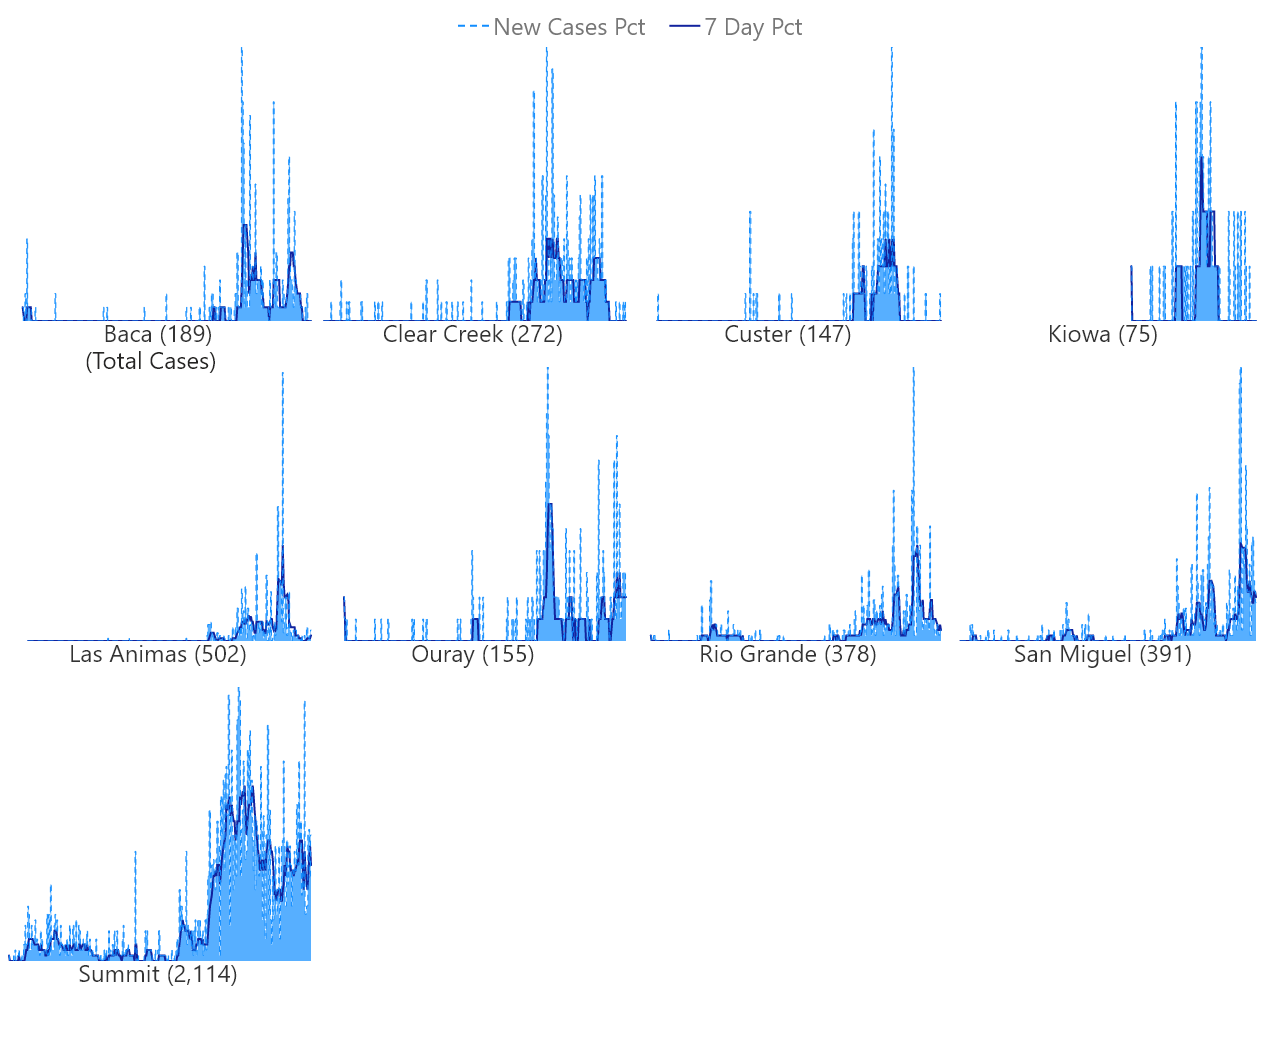 New Cases Pct 7 Day Pct
Baca (189)
(Total Cases)
Clear Creek (272)
Custer (147)
Kiowa (75)
Las Animas (502)
Ouray (155)
Rio Grande (378)
San Miguel (391)
Summit (2,114)